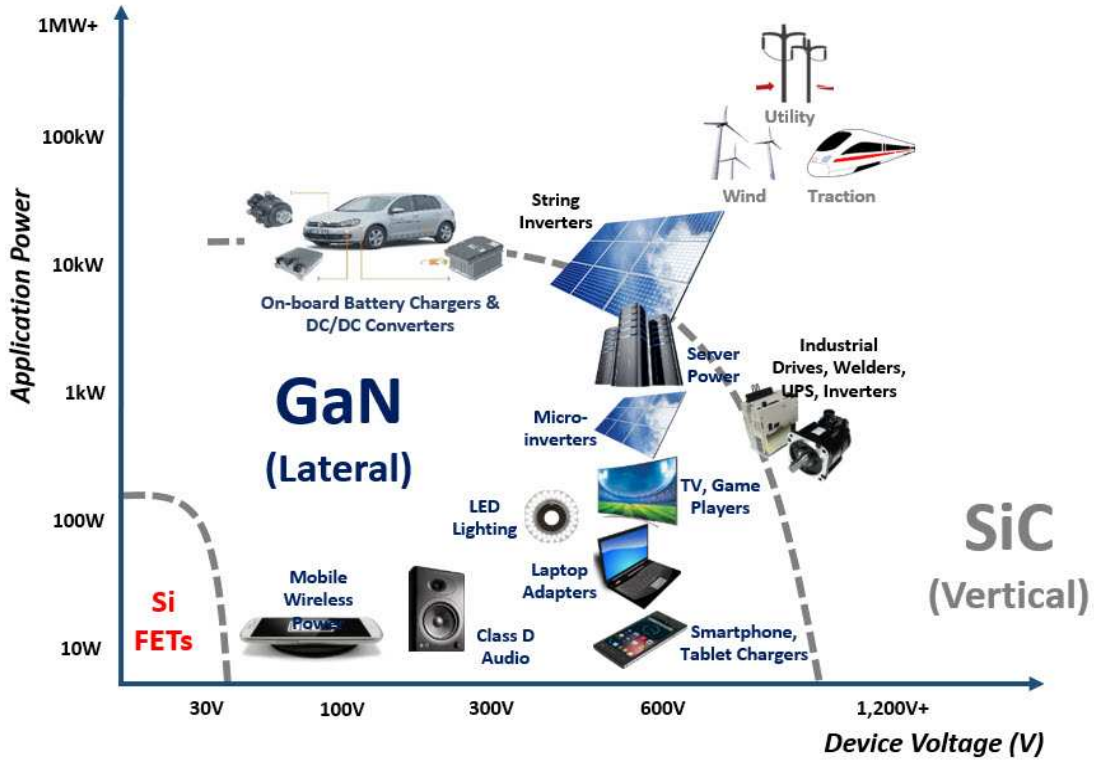 1MW+
100kW
10kW
1kW
100W
10W
Application Power
Utility
Wind
Traction
String
Inverters
On-board Battery Chargers &
DC/DC Converters
Server
Power
Industrial
Drives, Welders,
UPS, Inverters
GaN
(Lateral)
Micro-
inverters
TV, Game
Players
LED
Lighting
SiC
(Vertical)
Laptop
Adapters
Si
FETs
Mobile
Wireless
Power
Class D
Audio
Smartphone,
Tablet Chargers
30V
100V
300V
600V
1,200V+
Device Voltage (V)